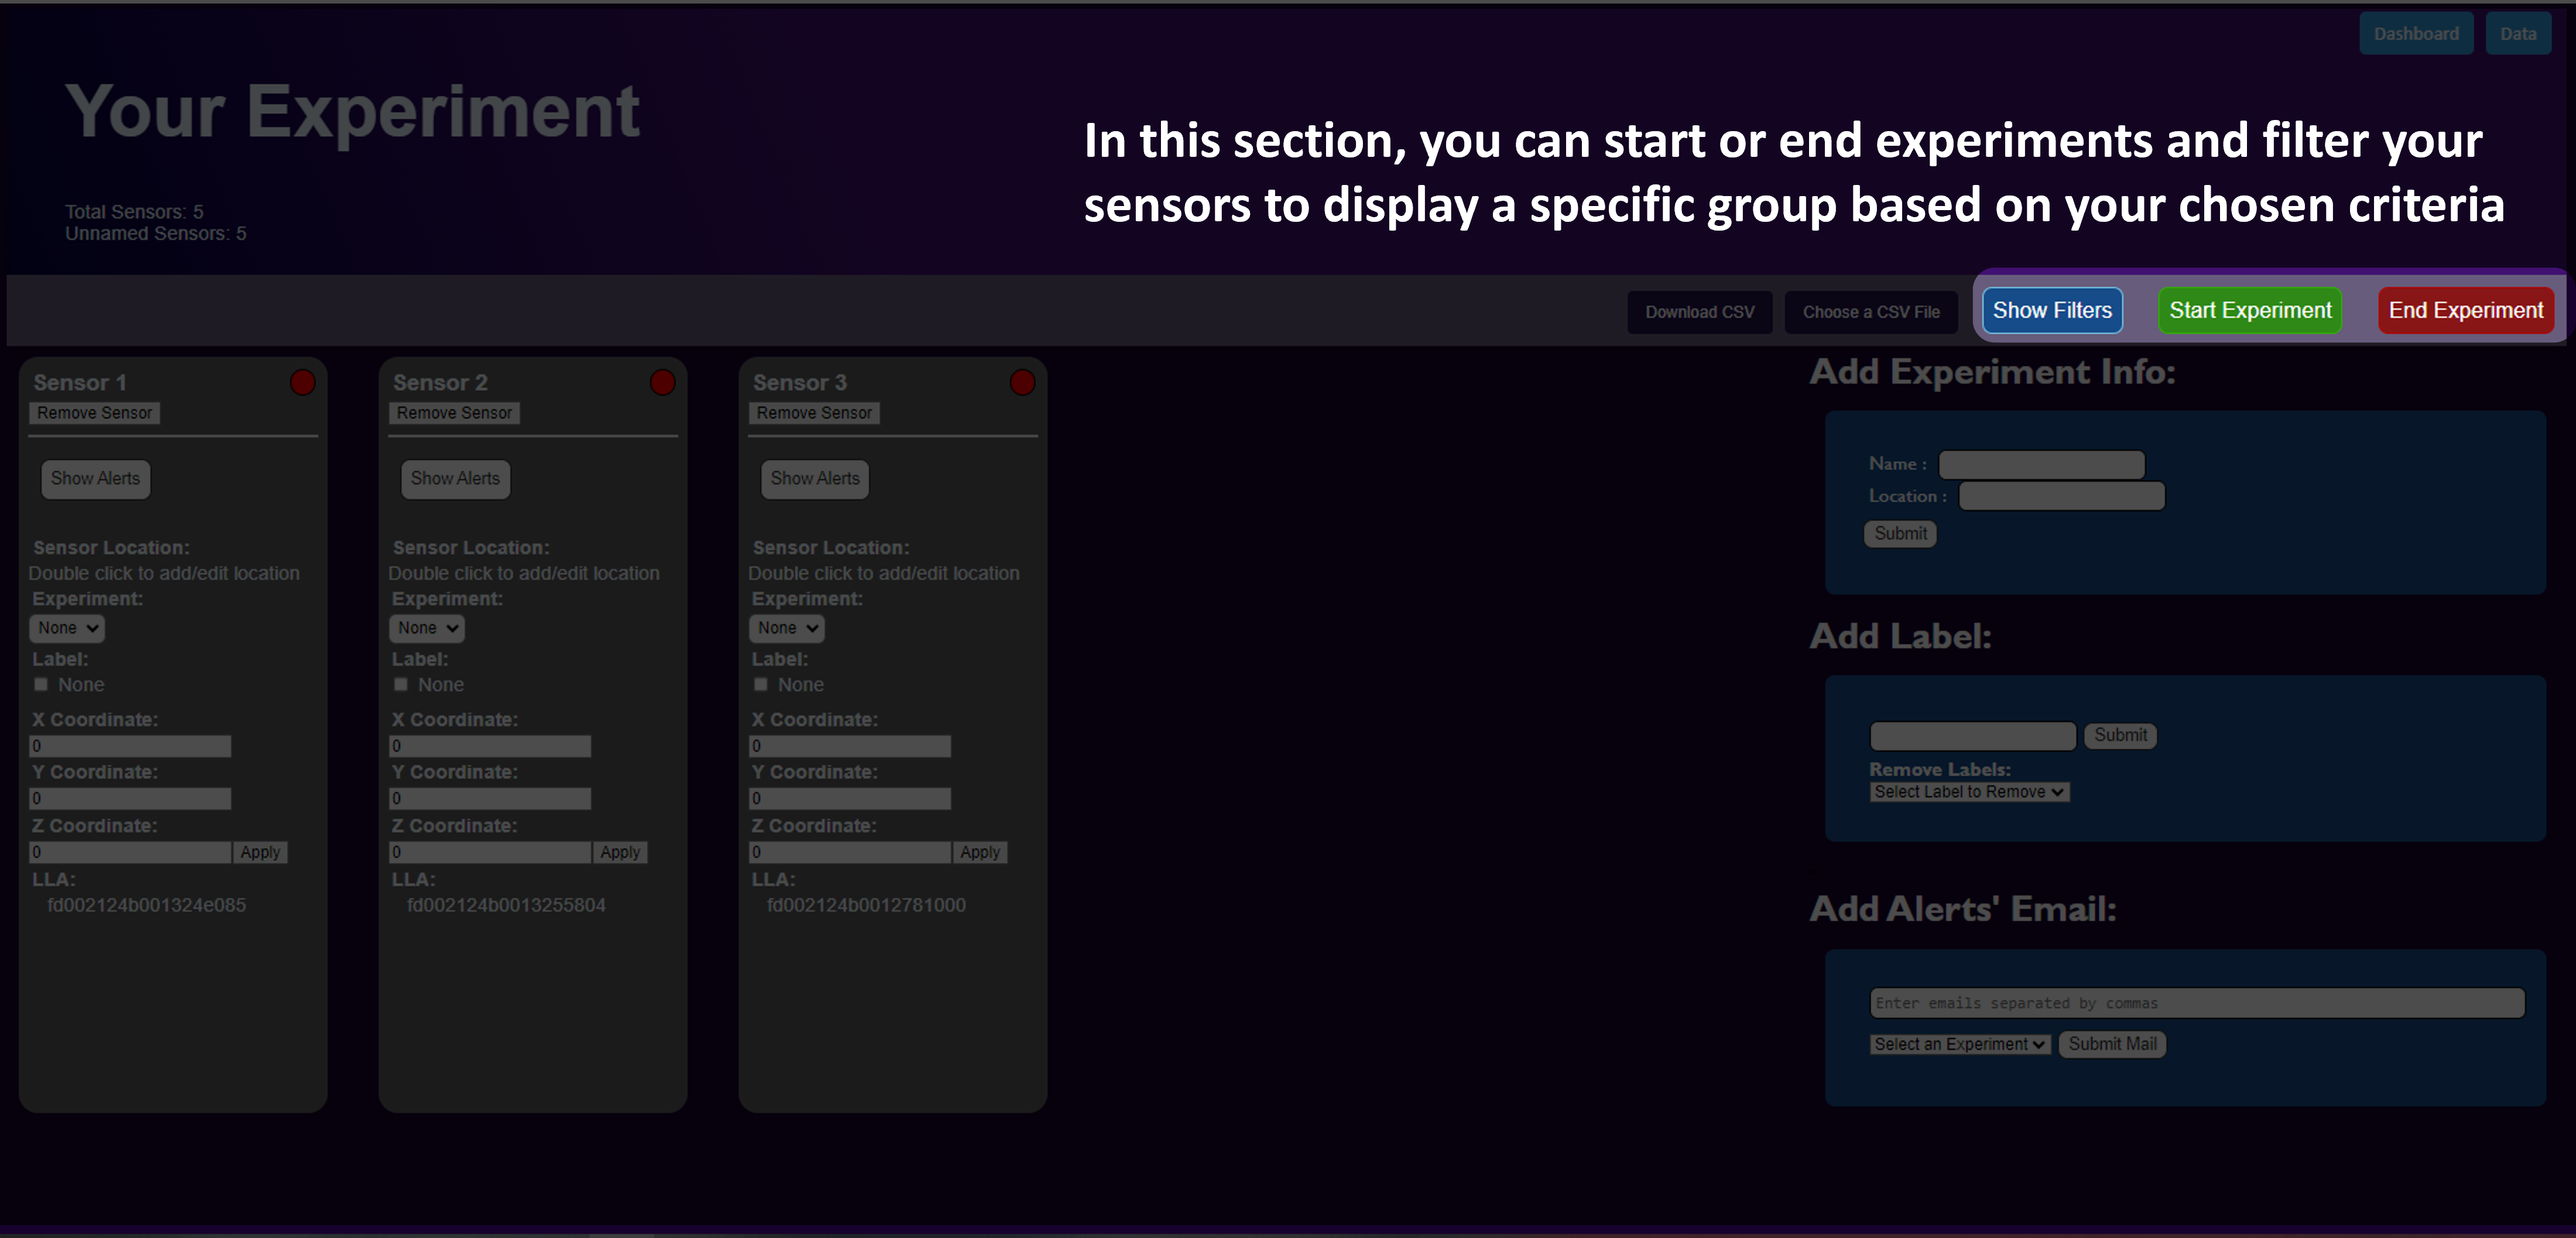 Dashboard
Data
Your Experiment
In this section, you can start or end experiments and filter your
sensors to display a specific group based on your chosen criteria
Total Sensors: 5
Unnamed Sensors: 5
Download CSV
Choose a CSV File
Show Filters
Start Experiment
End Experiment
Sensor 1
Remove Sensor
Show Alerts
Sensor Location:
Double click to add/edit location
Experiment:
None
Label:
None
X Coordinate:
0
Y Coordinate:
0
Z Coordinate:
0
Apply
LLA:
fd002124b001324e085
Sensor 2
Remove Sensor
Show Alerts
Sensor Location:
Double click to add/edit location
Experiment:
None
Label:
None
X Coordinate:
0
Y Coordinate:
0
Z Coordinate:
0
Apply
LLA:
fd002124b0013255804
Sensor 3
Remove Sensor
Show Alerts
Sensor Location:
Double click to add/edit location
Experiment:
None
Label:
None
X Coordinate:
0
Y Coordinate:
0
Z Coordinate:
0
Apply
LLA:
fd002124b0012781000
Add Experiment Info:
Name :
Location :
Submit
Add Label:
Submit
Remove Labels:
Select Label to Remove
Add Alerts' Email:
Enter emails separated by commas
Select an Experiment
Submit Mail